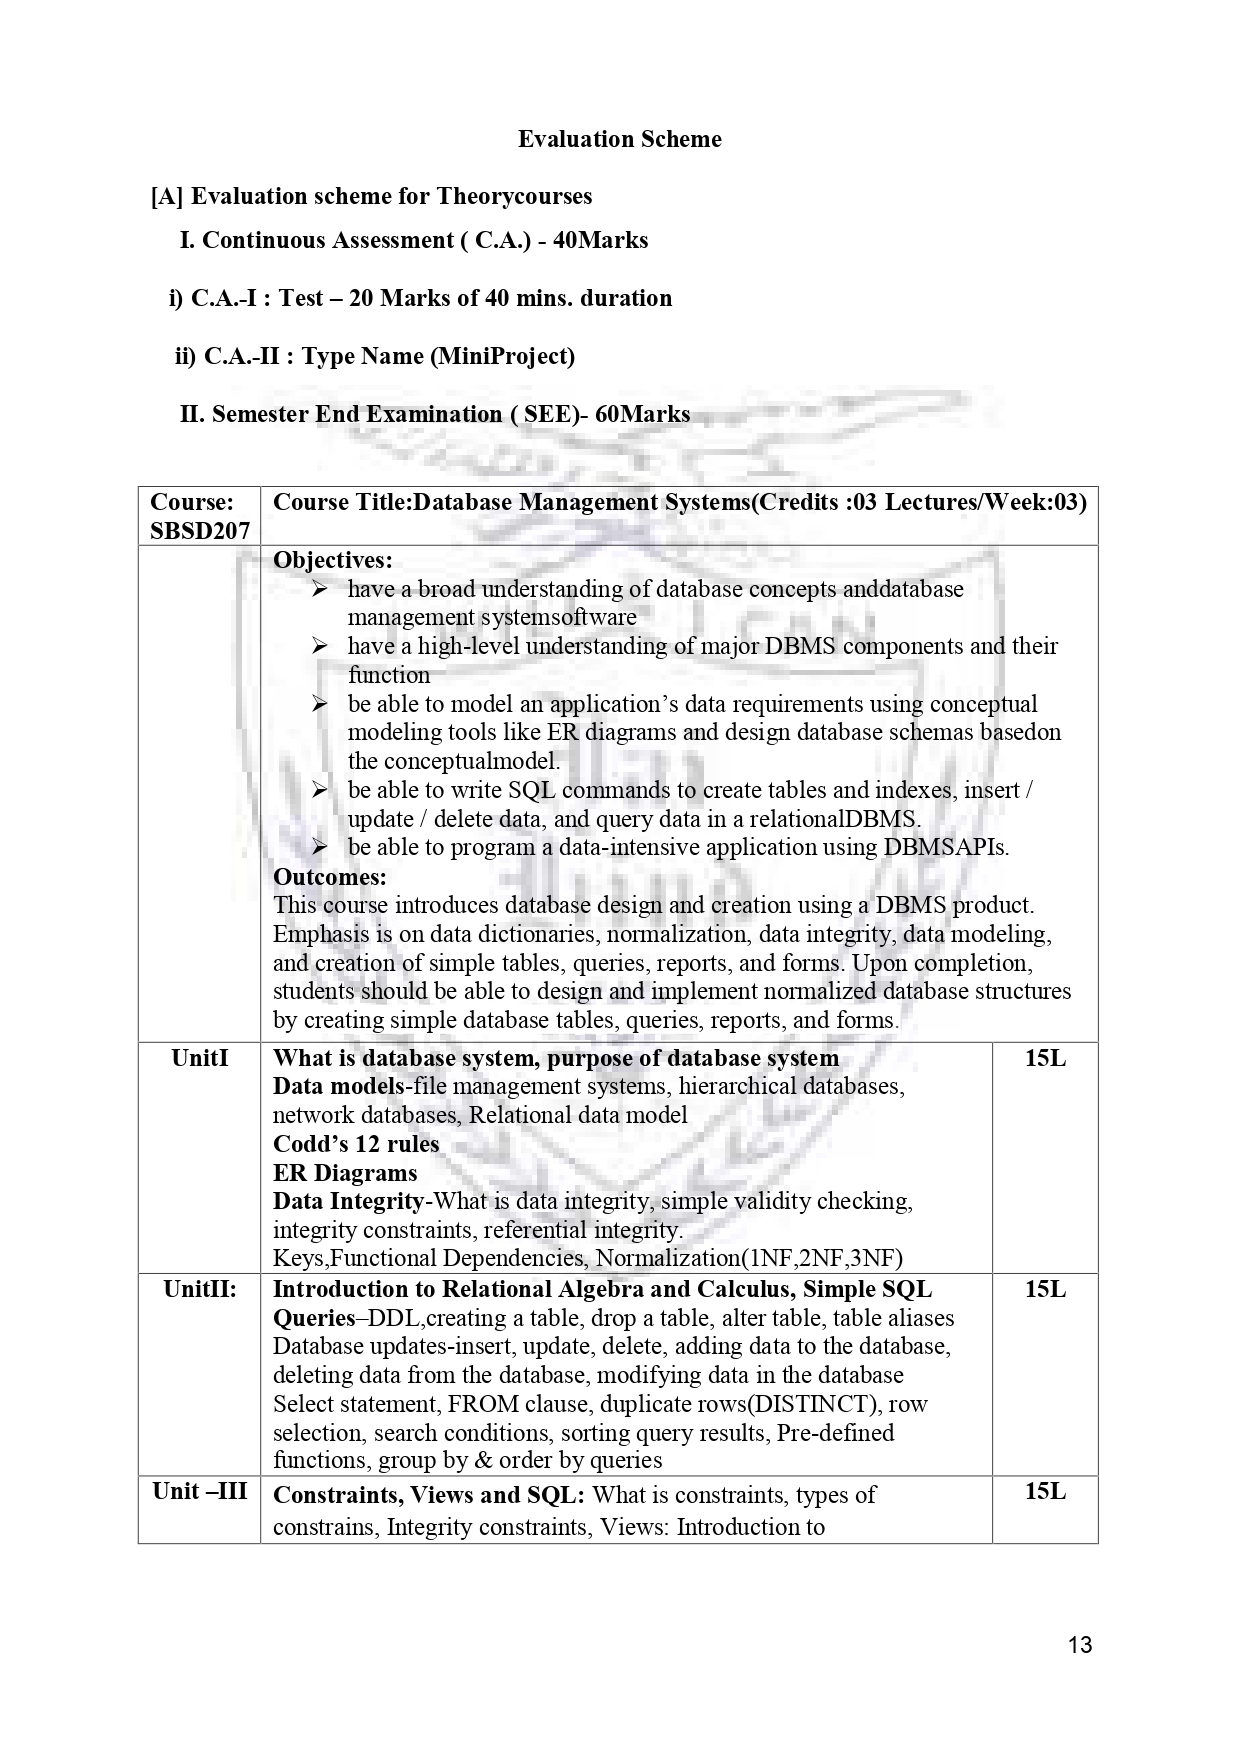 Evaluation Scheme
[A] Evaluation scheme for Theorycourses
I. Continuous Assessment ( C.A.) - 40Marks
i) C.A.-I : Test – 20 Marks of 40 mins. duration
ii) C.A.-II : Type Name (MiniProject)
II. Semester End Examination ( SEE)- 60Marks
Course: SBSD207
Course Title:Database Management Systems(Credits :03 Lectures/Week:03)
Objectives:
➢ have a broad understanding of database concepts anddatabase
management systemsoftware
➢ have a high-level understanding of major DBMS components and their
function
➢ be able to model an application’s data requirements using conceptual
modeling tools like ER diagrams and design database schemas basedon
the conceptualmodel.
➢ be able to write SQL commands to create tables and indexes, insert /
update / delete data, and query data in a relationalDBMS.
➢ be able to program a data-intensive application using DBMSAPIs.
Outcomes:
This course introduces database design and creation using a DBMS product.
Emphasis is on data dictionaries, normalization, data integrity, data modeling,
and creation of simple tables, queries, reports, and forms. Upon completion,
students should be able to design and implement normalized database structures
by creating simple database tables, queries, reports, and forms.
UnitI
What is database system, purpose of database system
15L
Data models-file management systems, hierarchical databases,
network databases, Relational data model
Codd’s 12 rules
ER Diagrams
Data Integrity-What is data integrity, simple validity checking,
integrity constraints, referential integrity.
Keys,Functional Dependencies, Normalization(1NF,2NF,3NF)
UnitII:
Introduction to Relational Algebra and Calculus, Simple SQL
15L
Queries–DDL,creating a table, drop a table, alter table, table aliases
Database updates-insert, update, delete, adding data to the database,
deleting data from the database, modifying data in the database
Select statement, FROM clause, duplicate rows(DISTINCT), row
selection, search conditions, sorting query results, Pre-defined
functions, group by & order by queries
Unit –III
Constraints, Views and SQL: What is constraints, types of
15L
constrains, Integrity constraints, Views: Introduction to
I WILL & I CAN
Jai
Hind
13